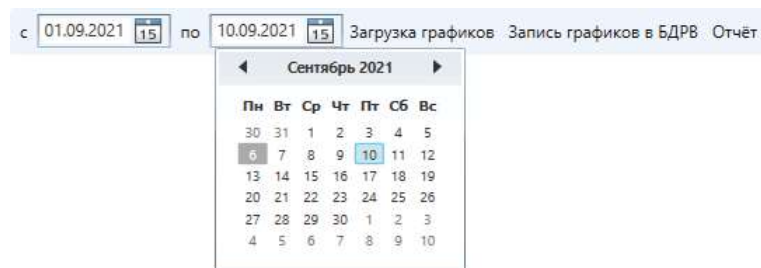 с 01.09.2021 15 по 10.09.2021 15 Загрузка графиков Запись графиков в БДРВ Отчёт
Сентябрь 2021
Пн Вт Ср Чт Пт Сб Вс
30 31 1 2 3 4 5
6 7 8 9 10 11 12
13 14 15 16 17 18 19
20 21 22 23 24 25 26
27 28 29 30 1 2 3
4 5 6 7 8 9 10